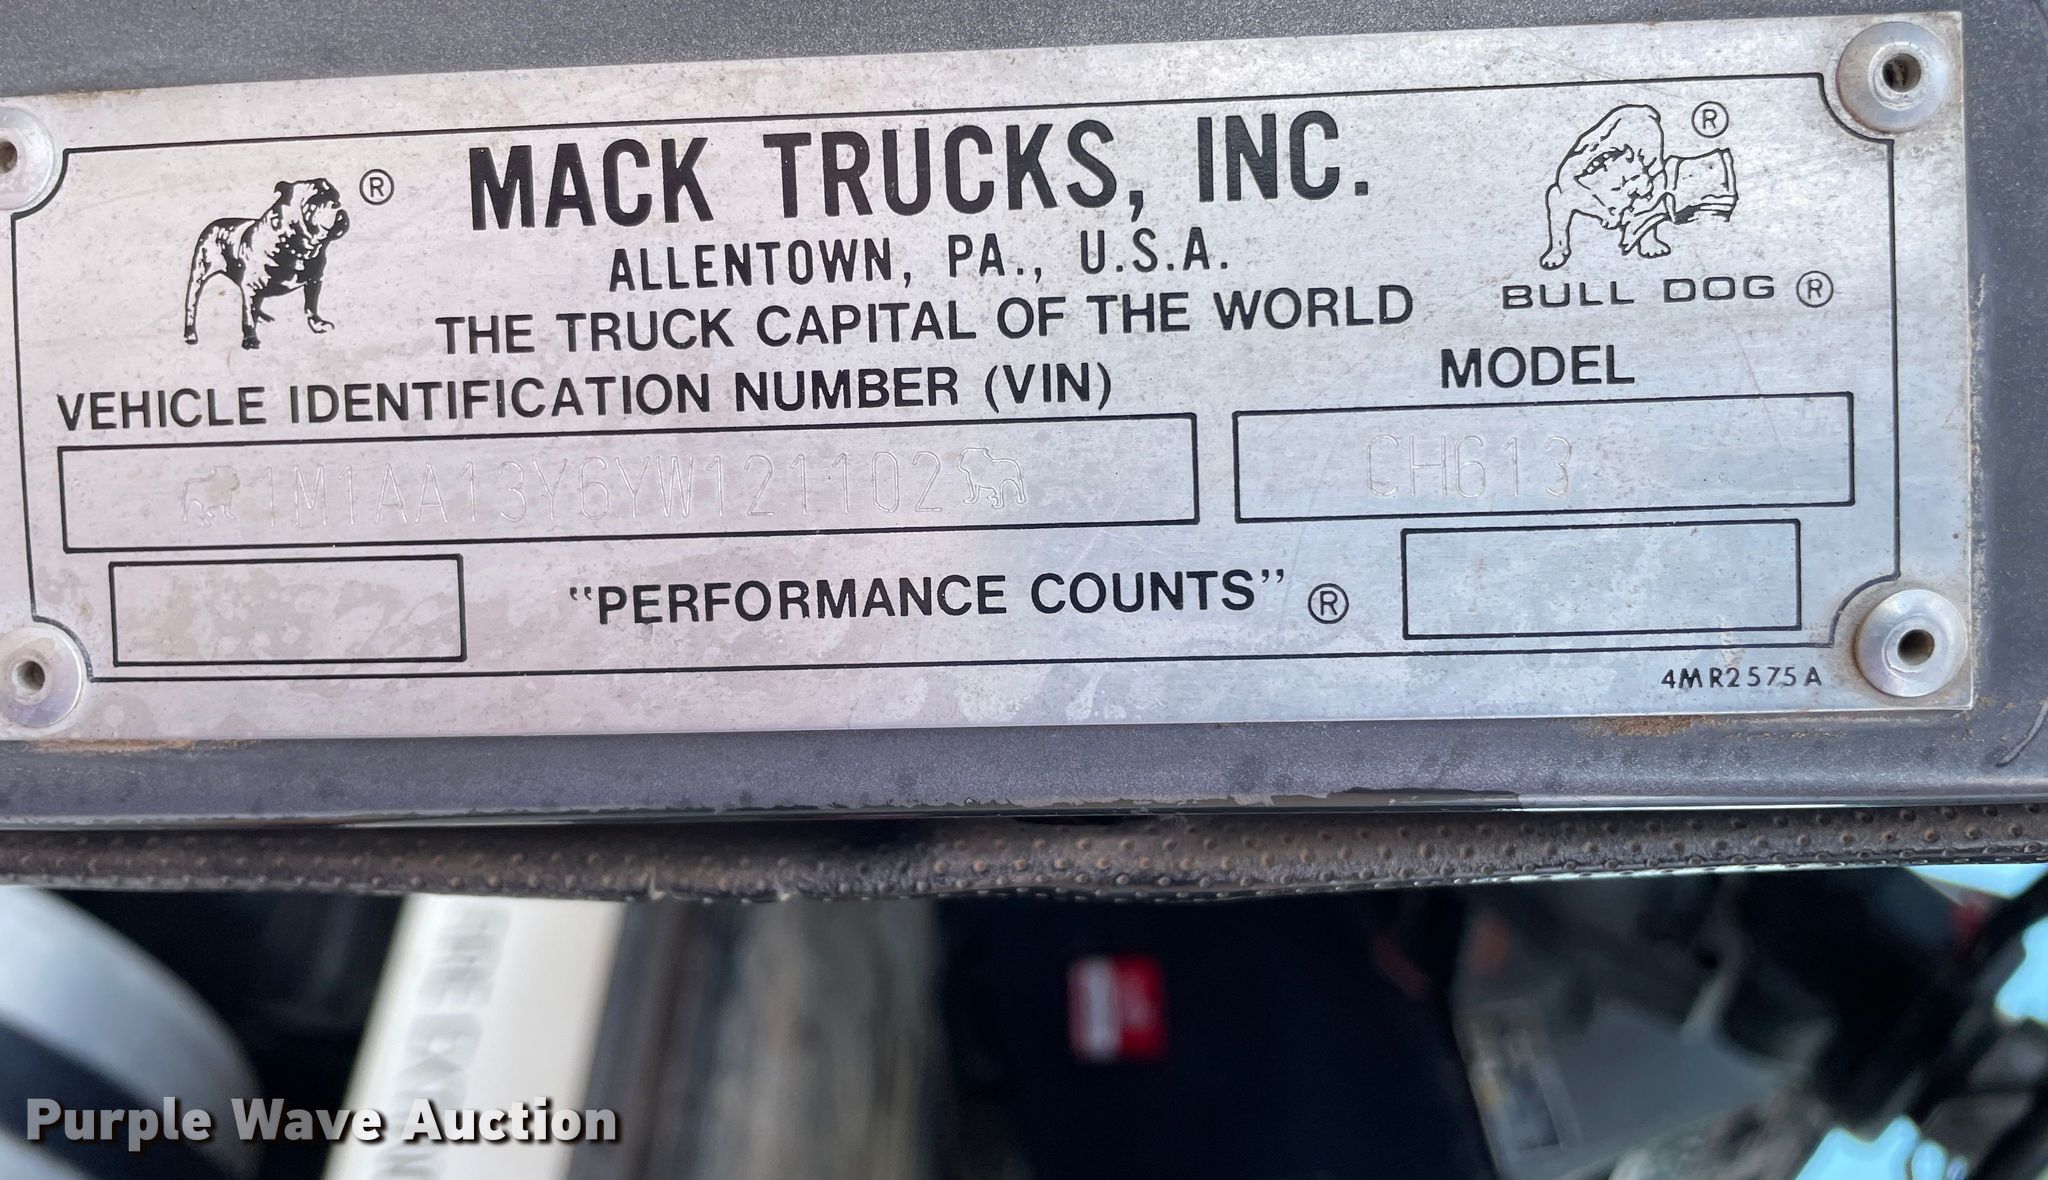 ® MACK TRUCKS, INC. ®
ALLENTOWN, PA., U.S.A.
BULL DOG ®
THE TRUCK CAPITAL OF THE WORLD
VEHICLE IDENTIFICATION NUMBER (VIN) MODEL
1M1AA13Y6YW121102 CH613
"PERFORMANCE COUNTS" ®
4MR2575A
Purple Wave Auction